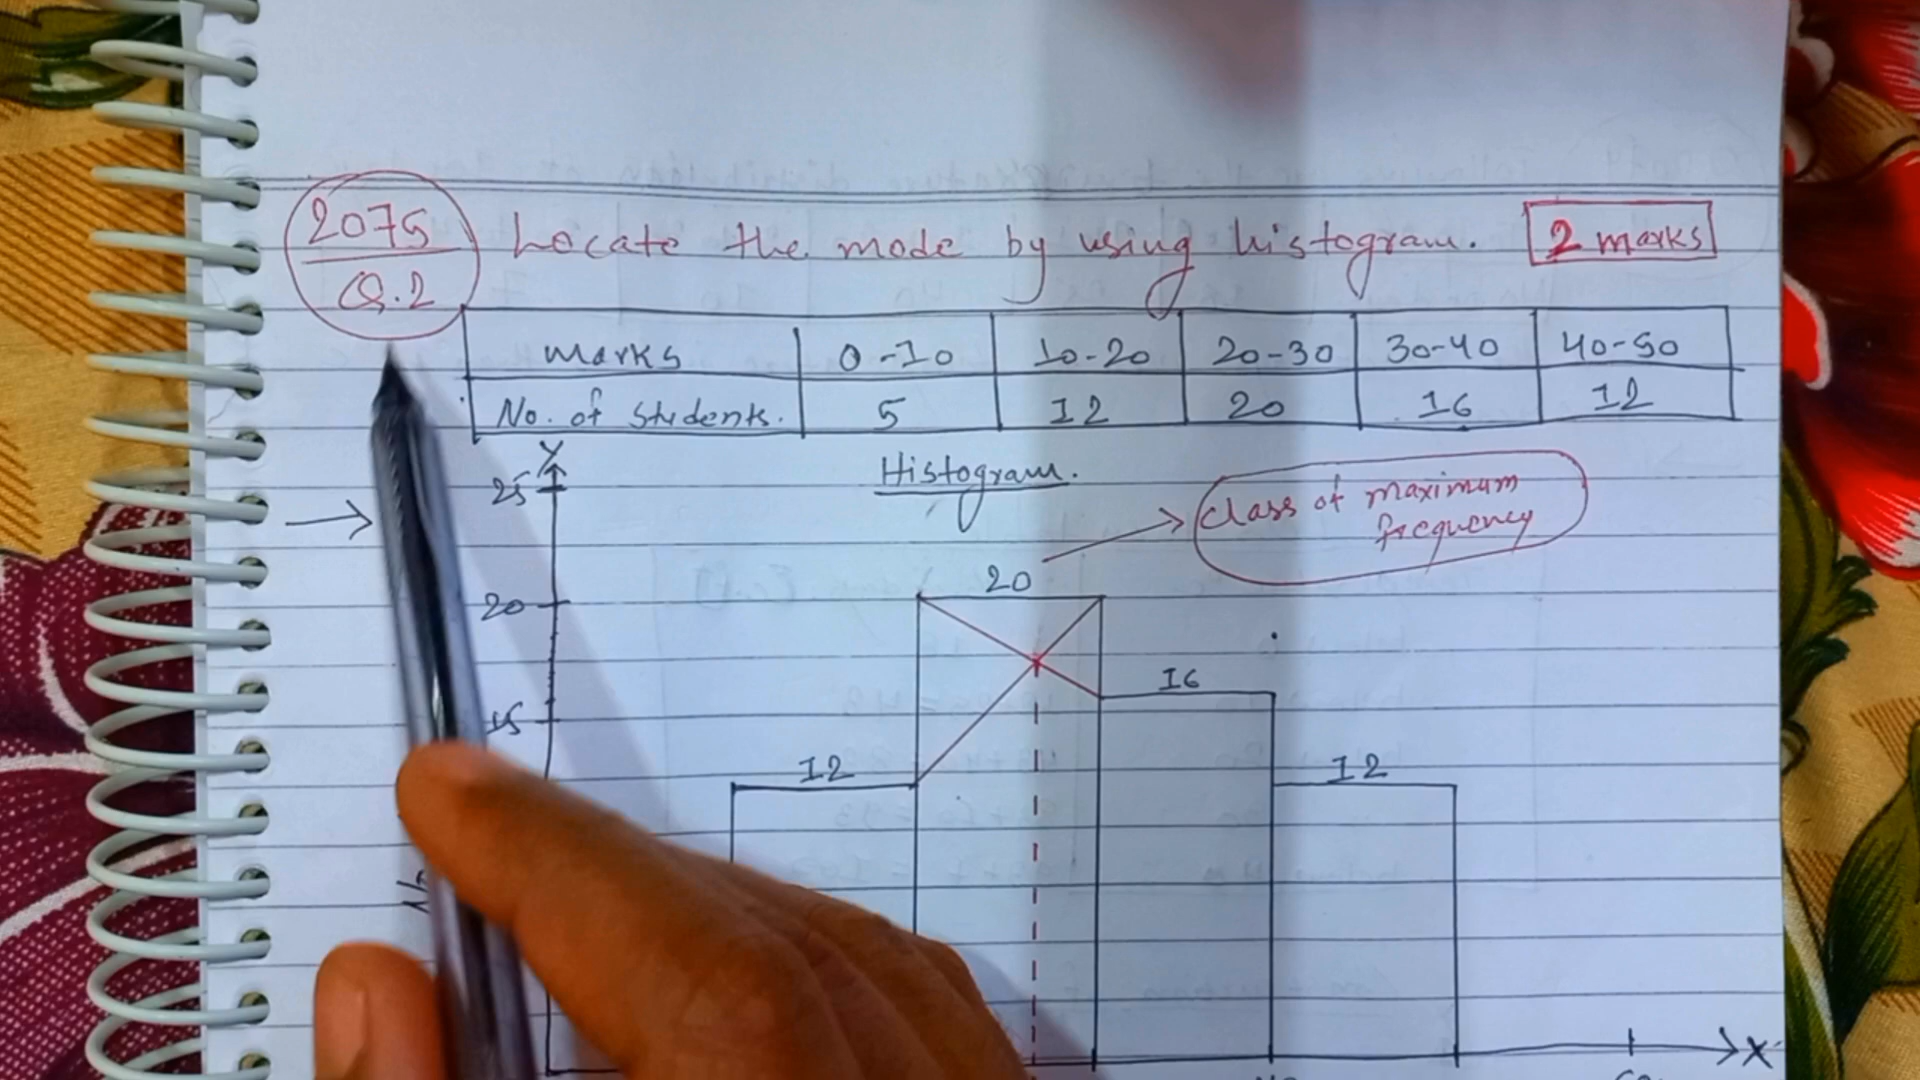 2075
Q.2
Locate the mode by using histogram. 2 marks
Marks 0-10 10-20 20-30 30-40 40-50
No. of Students. 5 12 20 16 12
Y
25
Histogram.
class of maximum
frequency
20
20
16
15
12
12
X